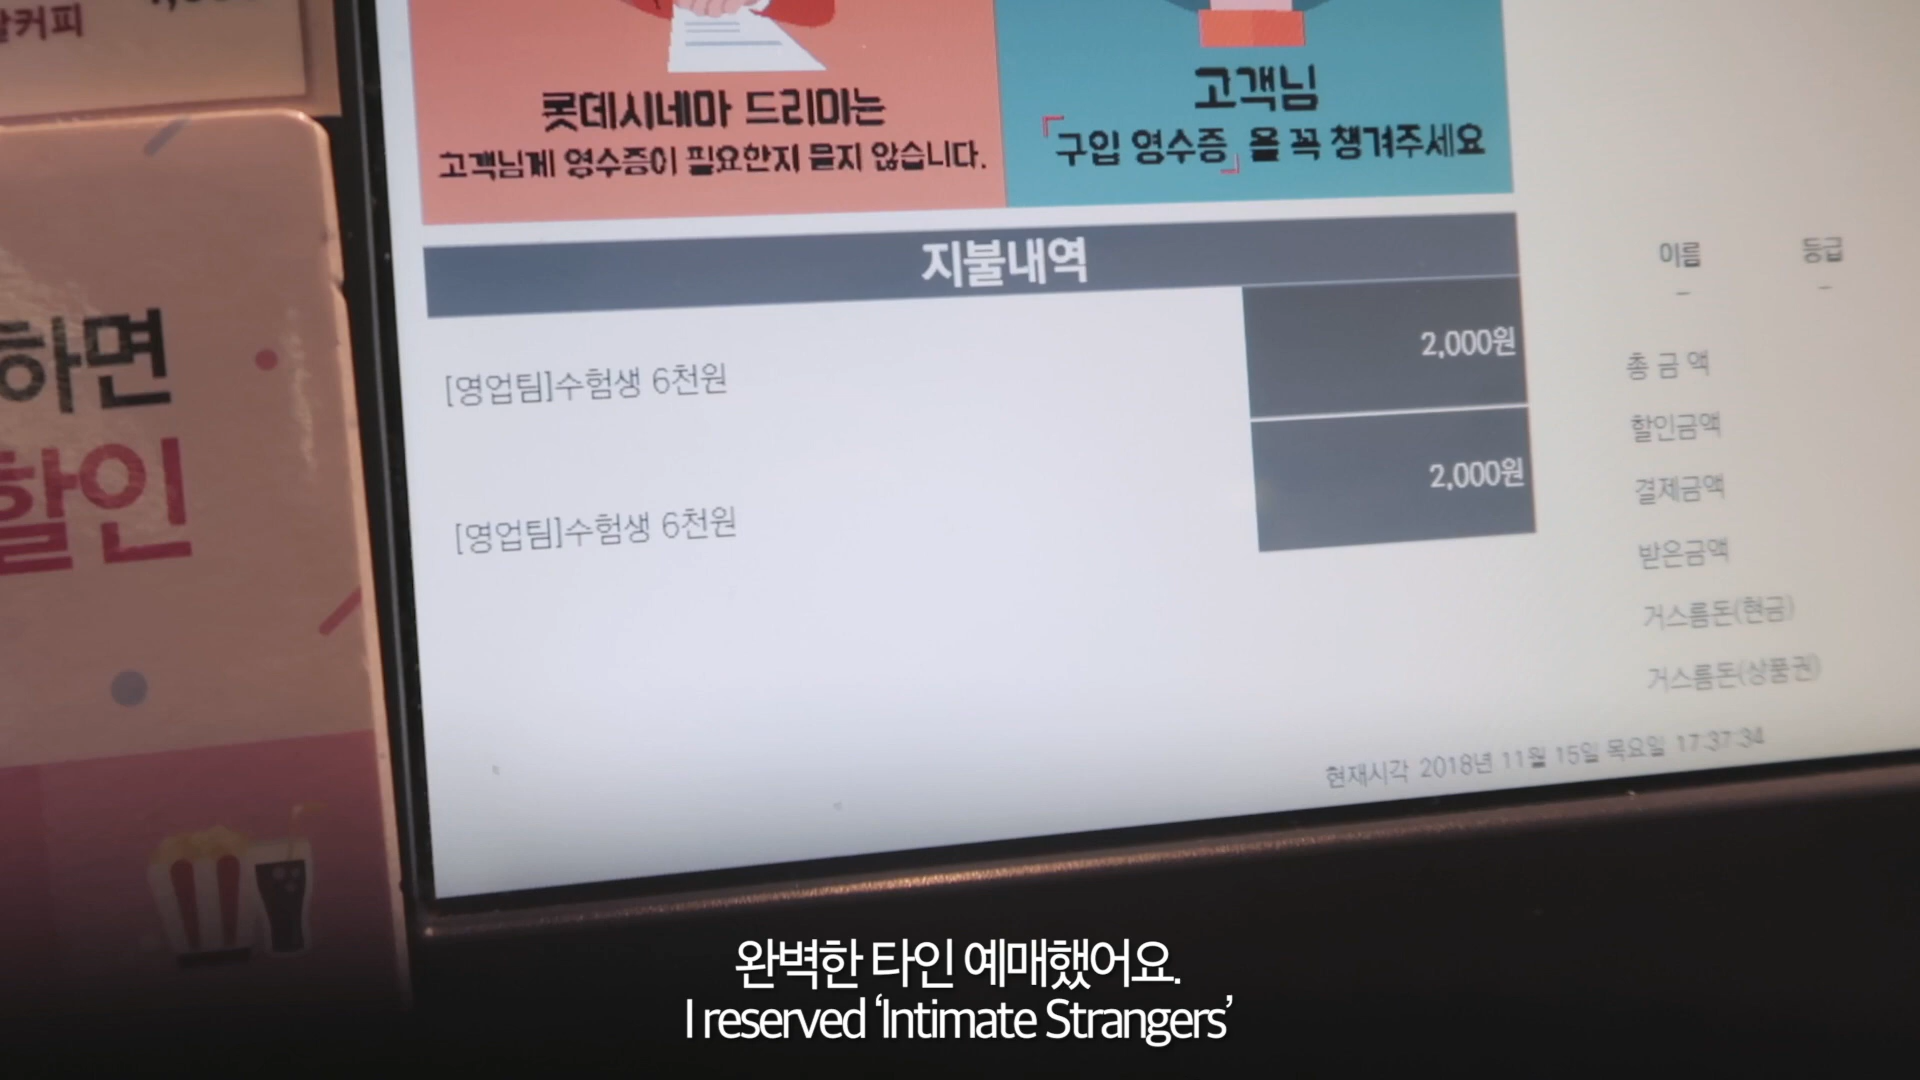 커피
하면
할인
롯데시네마 드리미는
고객님께 영수증이 필요한지 묻지 않습니다.
고객님
「구입 영수증」을 꼭 챙겨주세요
지불내역
[영업팀]수험생 6천원
2,000원
[영업팀]수험생 6천원
2,000원
이름 등급
- -
총 금 액
할인금액
결제금액
받은금액
거스름돈(현금)
거스름돈(상품권)
현재시각 2018년 11월 15일 목요일 17:37:34
완벽한 타인 예매했어요.
I reserved ‘Intimate Strangers’